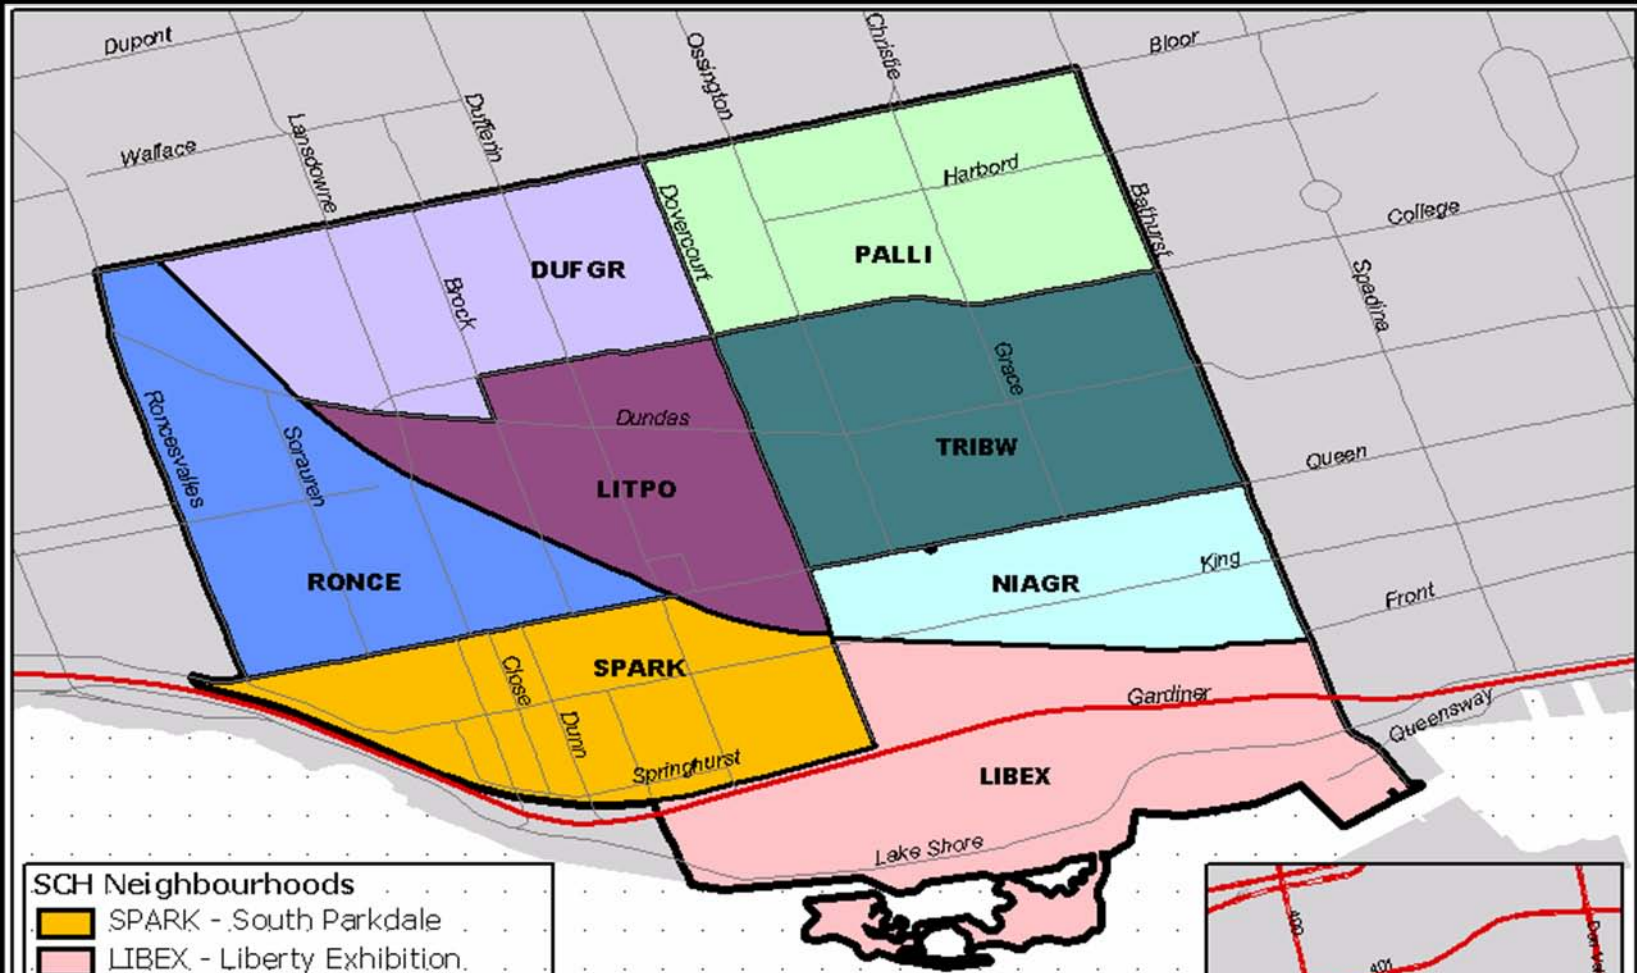 Dupont
Wallace
Lansdowne
Dufferin
Ossington
Christie
Bloor
Harbord
Bathurst
College
Spadina
Dovercourt
PALLI
DUFGR
Brock
Roncesvalles
Sorauren
Dundas
Grace
TRIBW
Queen
LITPO
RONCE
NIAGR
King
Front
SPARK
Close
Dunn
Springhurst
Gardiner
Queensway
LIBEX
Lake Shore
SCH Neighbourhoods
SPARK - South Parkdale
LIBEX - Liberty Exhibition
400
401